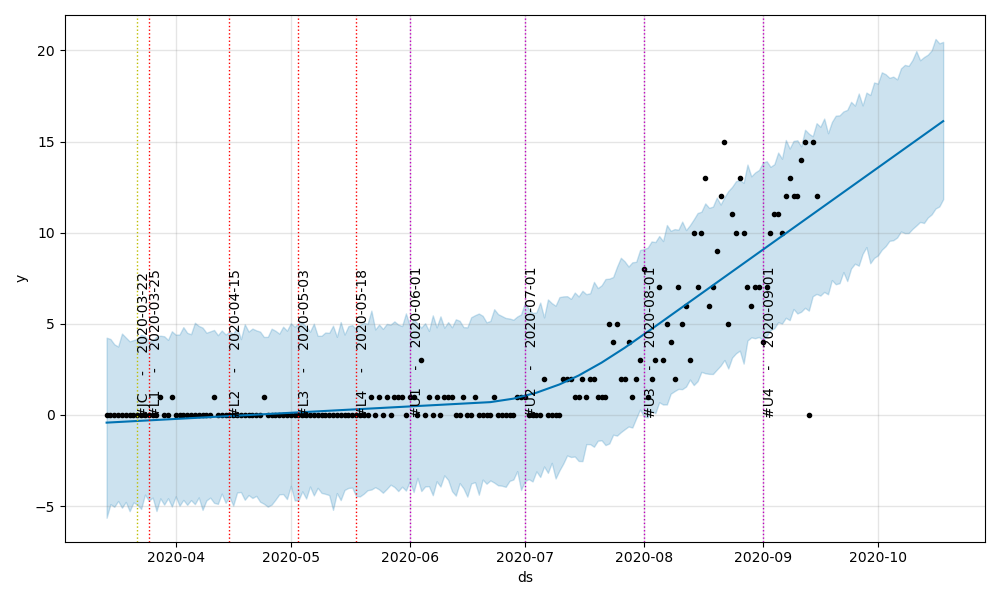 20
15
10
5
0
−5
y
#JC - 2020-03-22
#L1 - 2020-03-25
#L2 - 2020-04-15
#L3 - 2020-05-03
#L4 - 2020-05-18
#U1 - 2020-06-01
#U2 - 2020-07-01
#U3 - 2020-08-01
#U4 - 2020-09-01
2020-04
2020-05
2020-06
2020-07
2020-08
2020-09
2020-10
ds